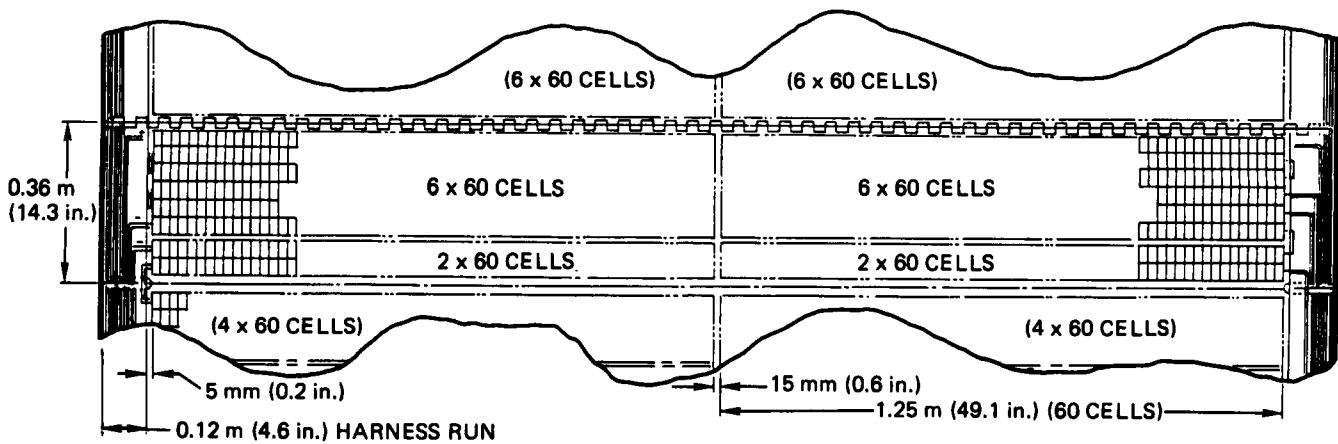 (6 x 60 CELLS)
(6 x 60 CELLS)
0.36 m
(14.3 in.)
6 x 60 CELLS
6 x 60 CELLS
2 x 60 CELLS
2 x 60 CELLS
(4 x 60 CELLS)
(4 x 60 CELLS)
5 mm (0.2 in.)
15 mm (0.6 in.)
1.25 m (49.1 in.) (60 CELLS)
0.12 m (4.6 in.) HARNESS RUN